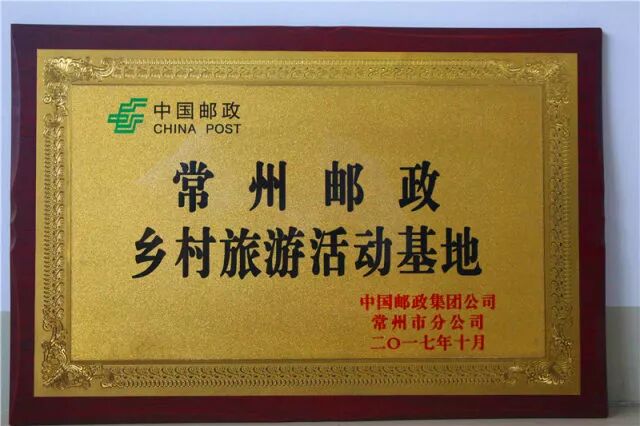 中国邮政
CHINA POST
常州邮政
乡村旅游活动基地
中国邮政集团公司
常州市分公司
二〇一七年十月